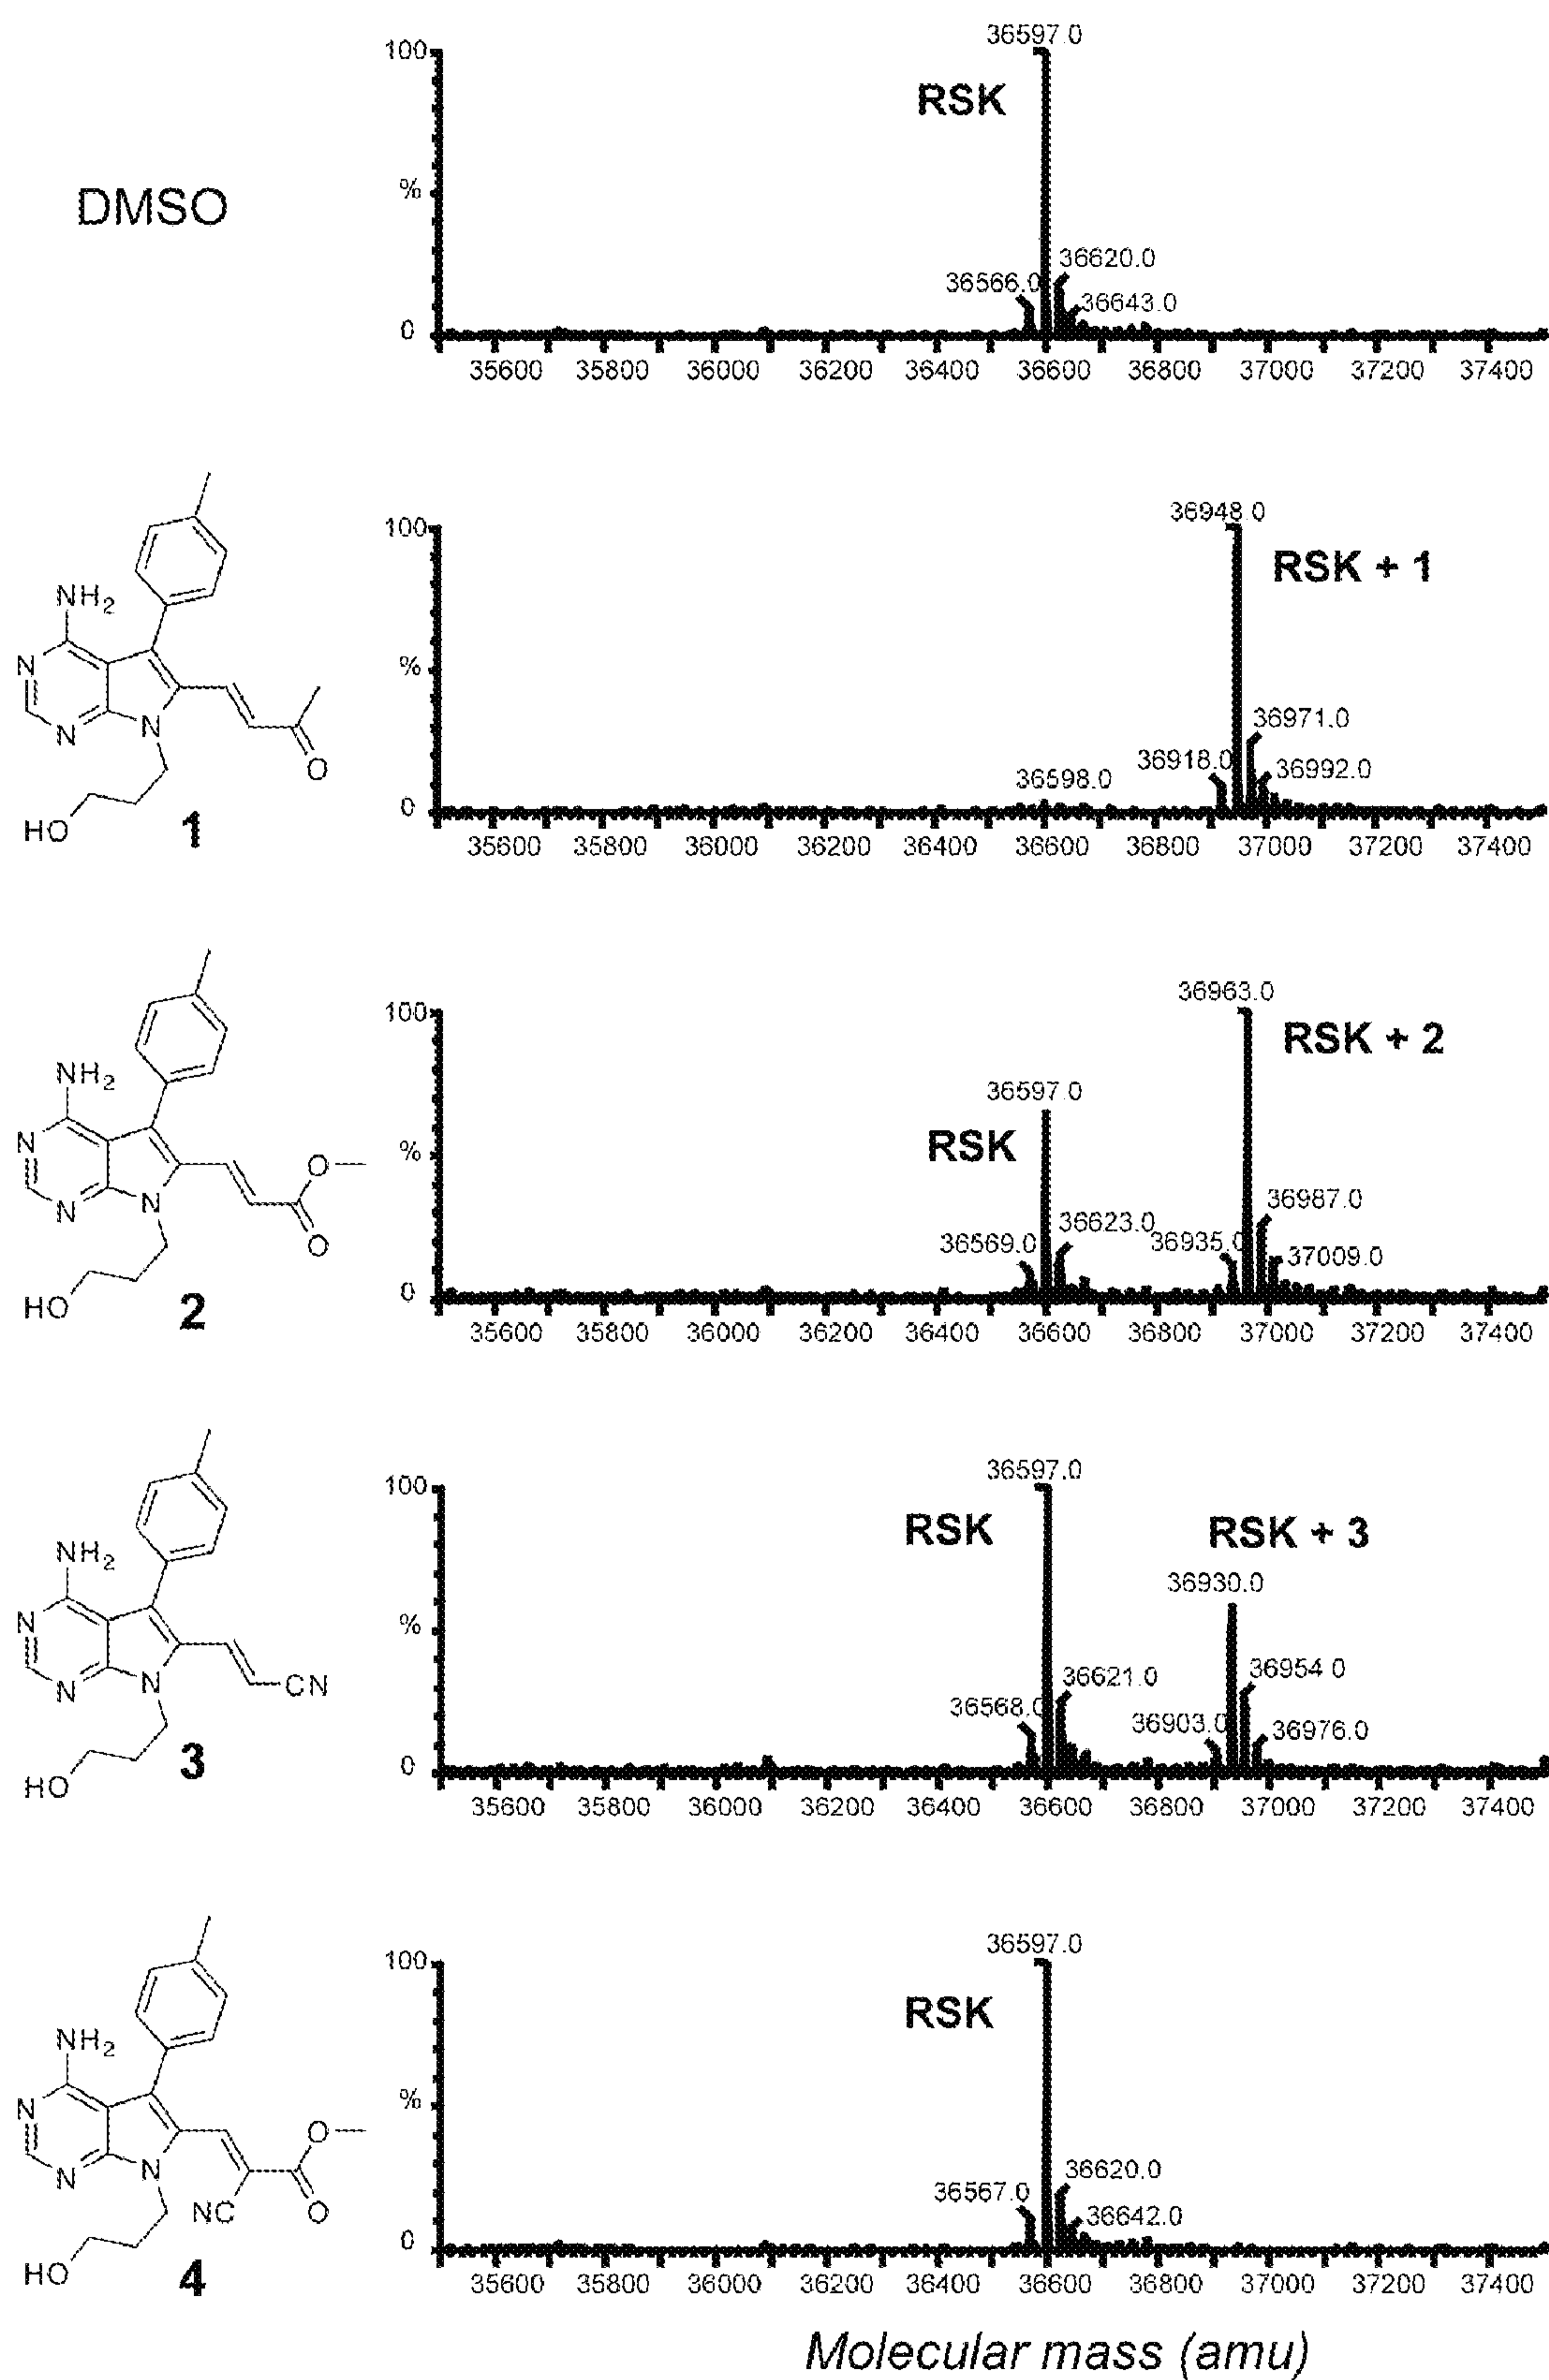 36597.0
100
RSK
DMSO
%
36620.0
36566.0
36643.0
0
35600 35800 36000 36200 36400 36600 36800 37000 37200 37400
36948.0
100
RSK + 1
NH2
N
%
36971.0
N N
36918.0
36992.0
O
36598.0
0
HO
1
35600 35800 36000 36200 36400 36600 36800 37000 37200 37400
36963.0
100
RSK + 2
NH2
36597.0
N
RSK
%
O
N N
36987.0
36623.0
36569.0
36935.0
37009.0
O
0
HO
2
35600 35800 36000 36200 36400 36600 36800 37000 37200 37400
36597.0
100
RSK
RSK + 3
NH2
36930.0
N
%
N N
CN
36621.0
36954.0
36568.0
36903.0
36976.0
0
HO
3
35600 35800 36000 36200 36400 36600 36800 37000 37200 37400
36597.0
100
RSK
NH2
N
%
O
N N
36620.0
36567.0
NC
O
36642.0
0
HO
4
35600 35800 36000 36200 36400 36600 36800 37000 37200 37400
Molecular mass (amu)